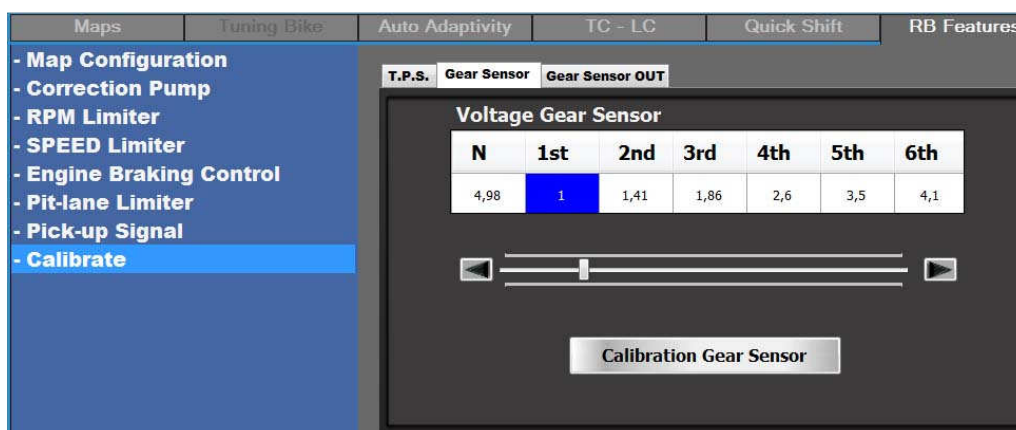 Maps Tuning Bike Auto Adaptivity TC - LC Quick Shift RB Features
- Map Configuration
- Correction Pump
- RPM Limiter
- SPEED Limiter
- Engine Braking Control
- Pit-lane Limiter
- Pick-up Signal
- Calibrate
T.P.S. Gear Sensor Gear Sensor OUT
Voltage Gear Sensor
N 1st 2nd 3rd 4th 5th 6th
4,98 1 1,41 1,86 2,6 3,5 4,1
Calibration Gear Sensor